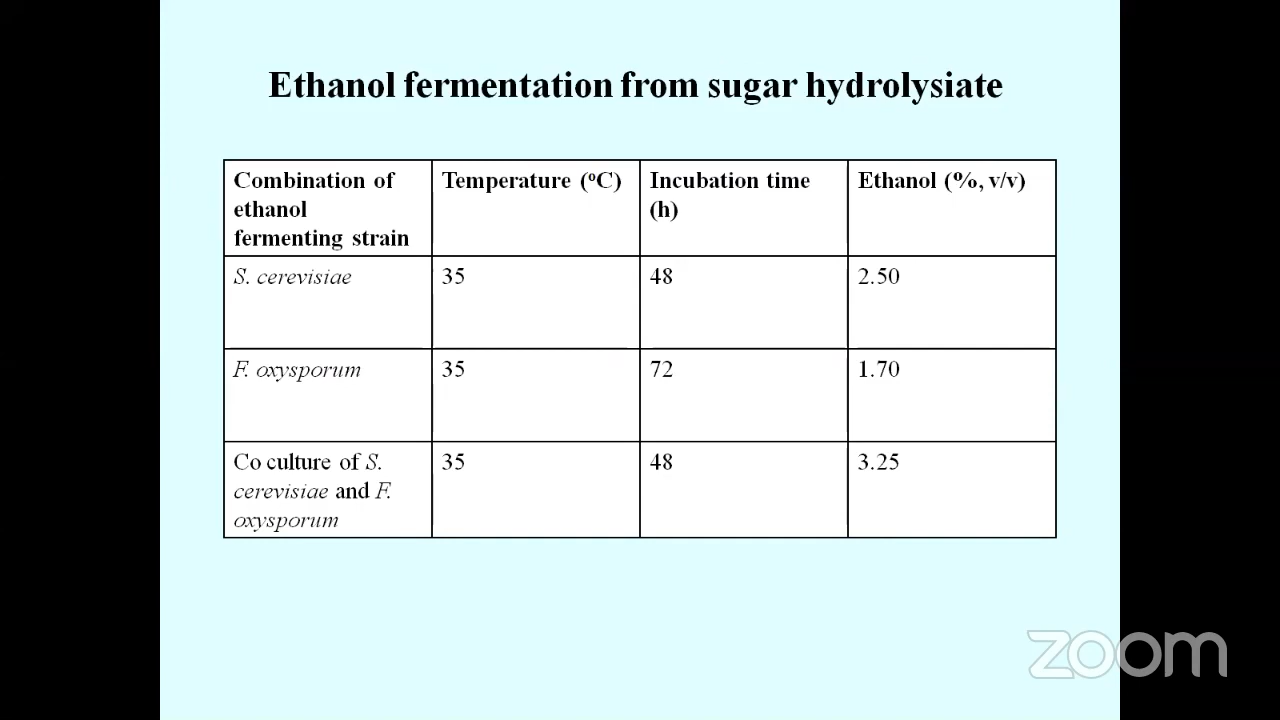 Ethanol fermentation from sugar hydrolysiate
Combination of
ethanol
fermenting strain
Temperature (°C)
Incubation time
(h)
Ethanol (%, v/v)
S. cerevisiae
35
48
2.50
F. oxysporum
35
72
1.70
Co culture of S.
cerevisiae and F.
oxysporum
35
48
3.25
zoom